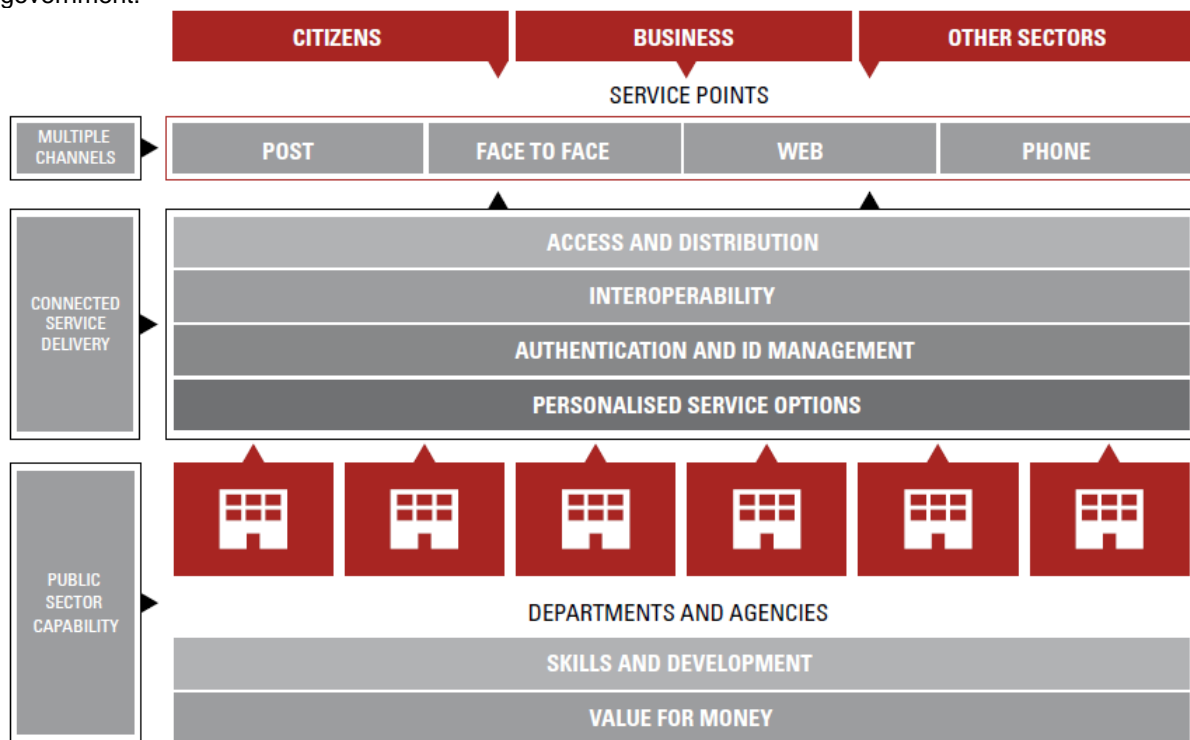 government.
CITIZENS
BUSINESS
OTHER SECTORS
SERVICE POINTS
MULTIPLE
CHANNELS
POST
FACE TO FACE
WEB
PHONE
CONNECTED
SERVICE
DELIVERY
ACCESS AND DISTRIBUTION
INTEROPERABILITY
AUTHENTICATION AND ID MANAGEMENT
PERSONALISED SERVICE OPTIONS
PUBLIC
SECTOR
CAPABILITY
DEPARTMENTS AND AGENCIES
SKILLS AND DEVELOPMENT
VALUE FOR MONEY